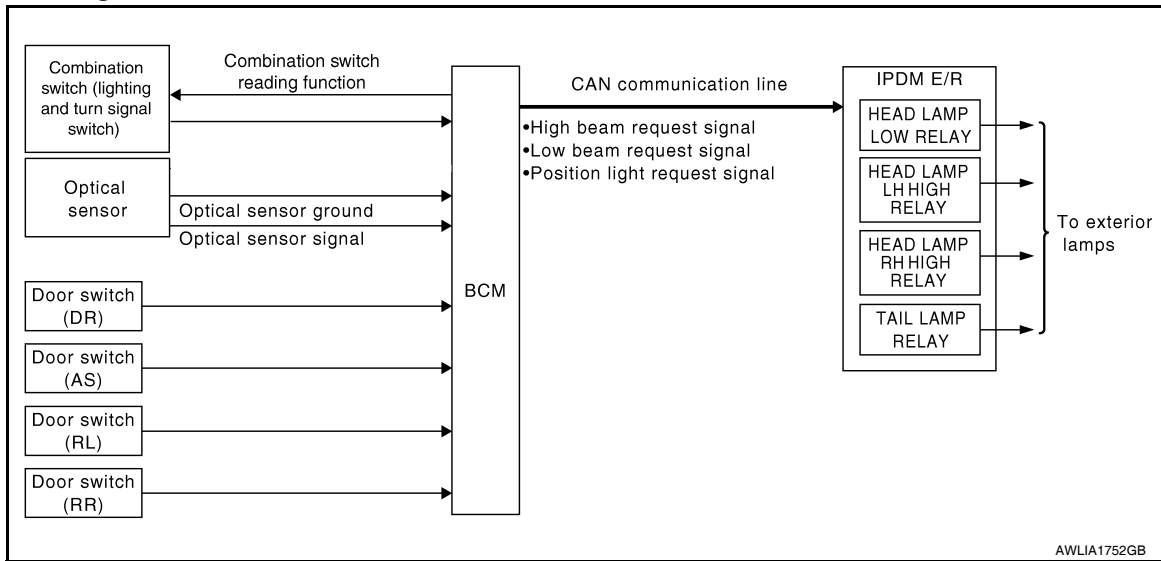 Combination
switch (lighting
and turn signal
switch)
Combination switch
reading function
Optical
sensor
Optical sensor ground
Optical sensor signal
Door switch
(DR)
Door switch
(AS)
Door switch
(RL)
Door switch
(RR)
BCM
CAN communication line
•High beam request signal
•Low beam request signal
•Position light request signal
IPDM E/R
HEAD LAMP
LOW RELAY
HEAD LAMP
LH HIGH
RELAY
HEAD LAMP
RH HIGH
RELAY
TAIL LAMP
RELAY
To exterior
lamps
AWLIA1752GB